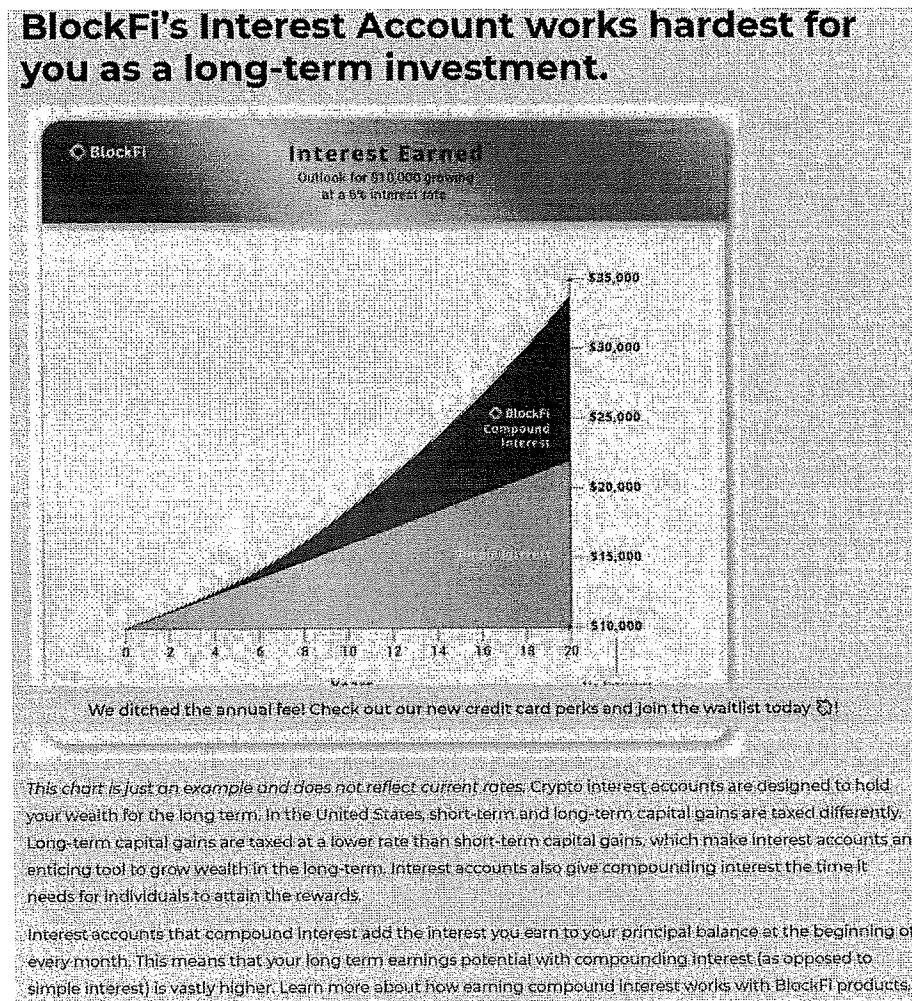 BlockFi's Interest Account works hardest for
you as a long-term investment.
BlockFi
Interest Earned
Outlook for $10,000 growing
at a 6% interest rate
$35,000
$30,000
BlockFi
Compound
Interest
$25,000
$20,000
$15,000
$10,000
0 2 4 6 8 10 12 14 16 18 20
Years
We ditched the annual fee! Check out our new credit card perks and join the waitlist today !
This chart is just an example and does not reflect current rates. Crypto interest accounts are designed to hold
your wealth for the long term. In the United States, short-term and long-term capital gains are taxed differently.
Long-term capital gains are taxed at a lower rate than short-term capital gains, which make interest accounts an
enticing tool to grow wealth in the long-term. Interest accounts also give compounding interest the time it
needs for individuals to attain the rewards.
Interest accounts that compound interest add the interest you earn to your principal balance at the beginning of
every month. This means that your long term earnings potential with compounding interest (as opposed to
simple interest) is vastly higher. Learn more about how earning compound interest works with BlockFi products.